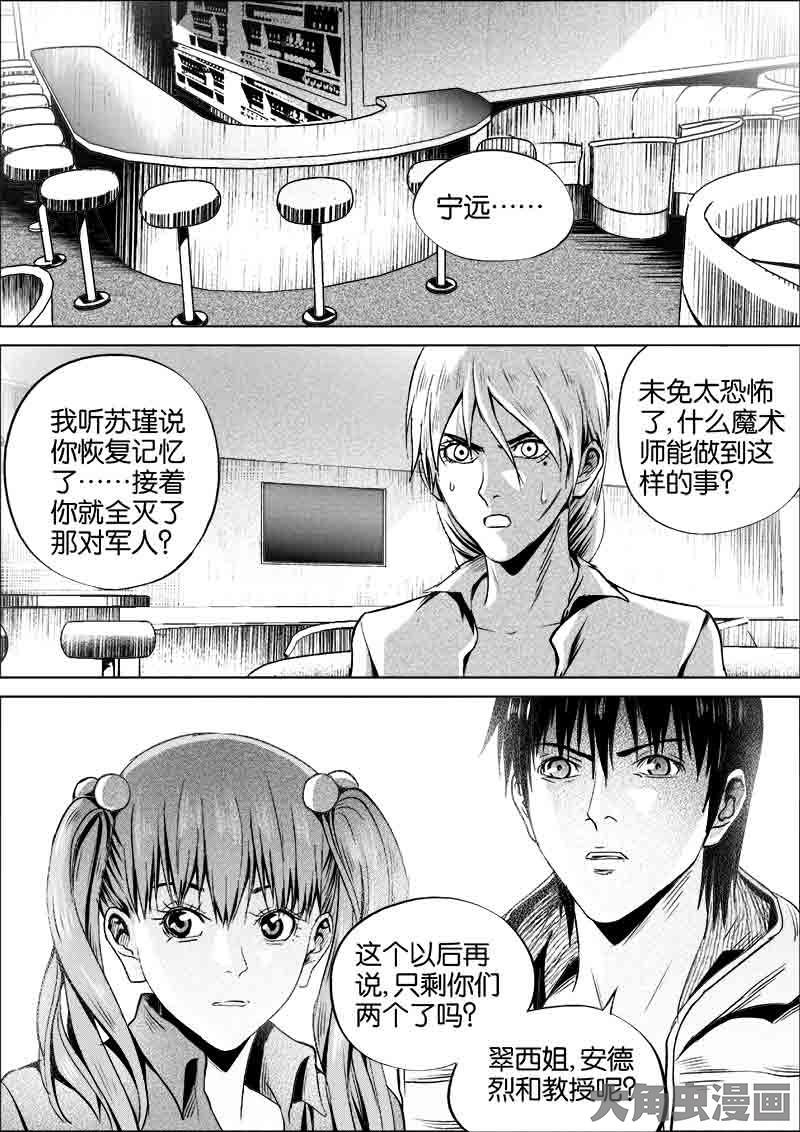 宁远……
我听苏瑾说
你恢复记忆
了……接着
你就全灭了
那对军人?
未免太恐怖
了,什么魔术
师能做到这
样的事?
这个以后再
说,只剩你们
两个了吗?
翠西姐,安德
烈和教授呢?
大角虫漫画